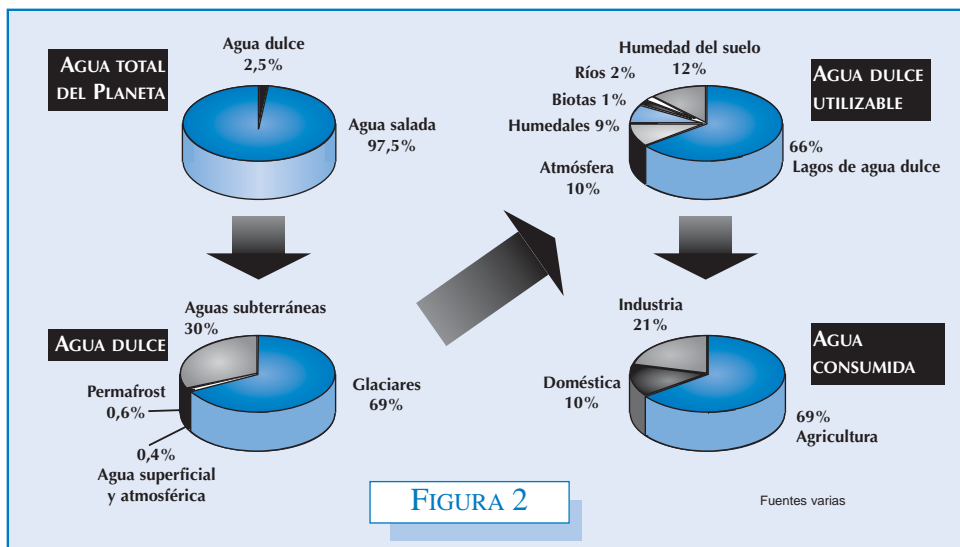 AGUA TOTAL
DEL PLANETA
Agua dulce
2,5%
Agua salada
97,5%
Humedad del suelo
12%
Ríos 2%
Biotas 1%
Humedales 9%
Atmósfera
10%
66%
Lagos de agua dulce
AGUA DULCE
UTILIZABLE
AGUA DULCE
Aguas subterráneas
30%
Permafrost
0,6%
0,4%
Agua superficial
y atmosférica
Glaciares
69%
Industria
21%
Doméstica
10%
69%
Agricultura
AGUA
CONSUMIDA
FIGURA 2
Fuentes varias